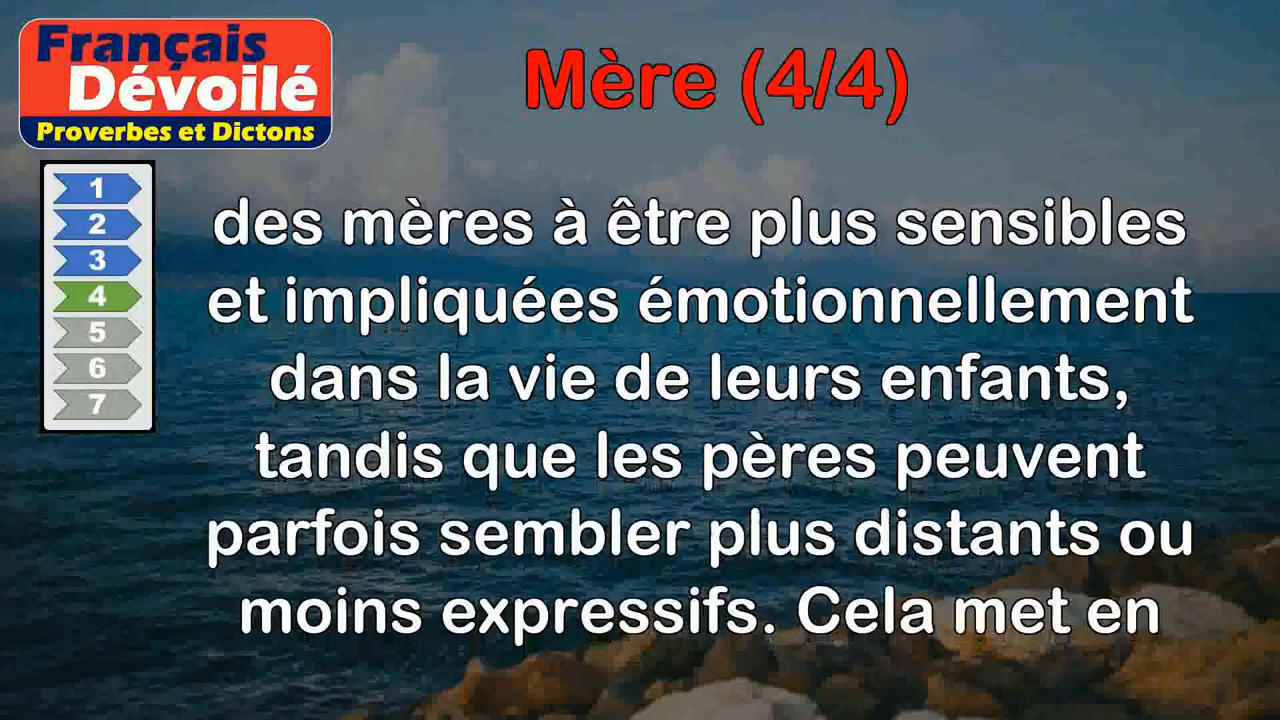 Français
Dévoilé
Proverbes et Dictons
Mère (4/4)
1
2
3
4
5
6
7
des mères à être plus sensibles
et impliquées émotionnellement
dans la vie de leurs enfants,
tandis que les pères peuvent
parfois sembler plus distants ou
moins expressifs. Cela met en